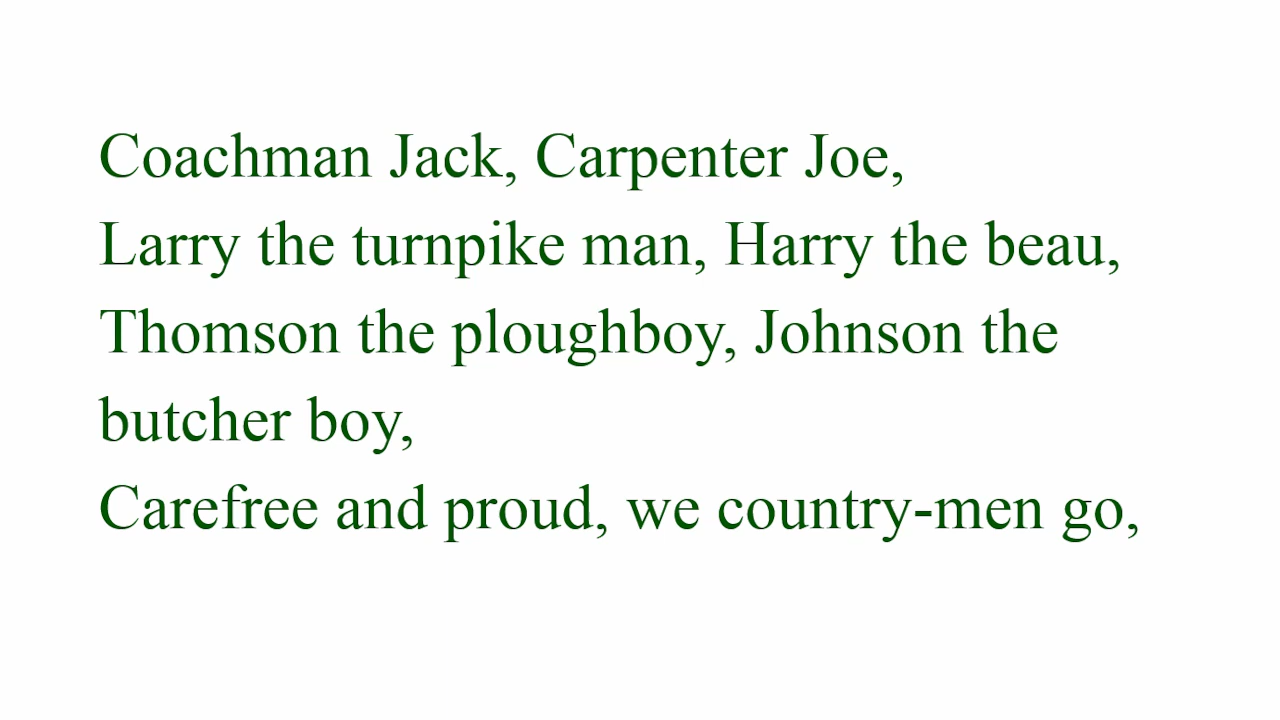 Coachman Jack, Carpenter Joe,
Larry the turnpike man, Harry the beau,
Thomson the ploughboy, Johnson the
butcher boy,
Carefree and proud, we country-men go,